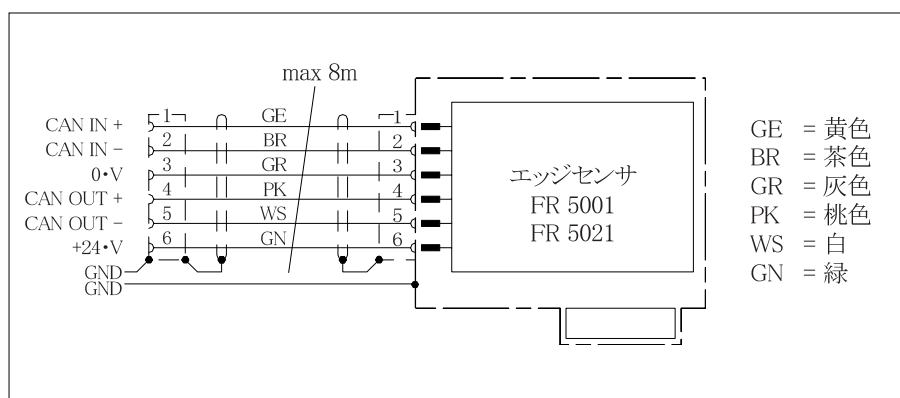 max 8m
CAN IN + 1 GE 1
CAN IN − 2 BR 2
0•V 3 GR 3
CAN OUT + 4 PK 4
CAN OUT − 5 WS 5
+24•V 6 GN 6
GND
GND
エッジセンサ
FR 5001
FR 5021
GE = 黄色
BR = 茶色
GR = 灰色
PK = 桃色
WS = 白
GN = 緑